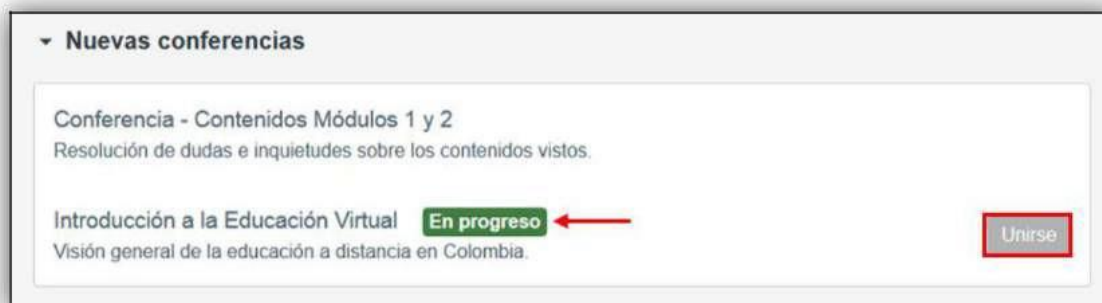 Nuevas conferencias
Conferencia - Contenidos Módulos 1 y 2
Resolución de dudas e inquietudes sobre los contenidos vistos.
Introducción a la Educación Virtual En progreso
Visión general de la educación a distancia en Colombia.
Unirse